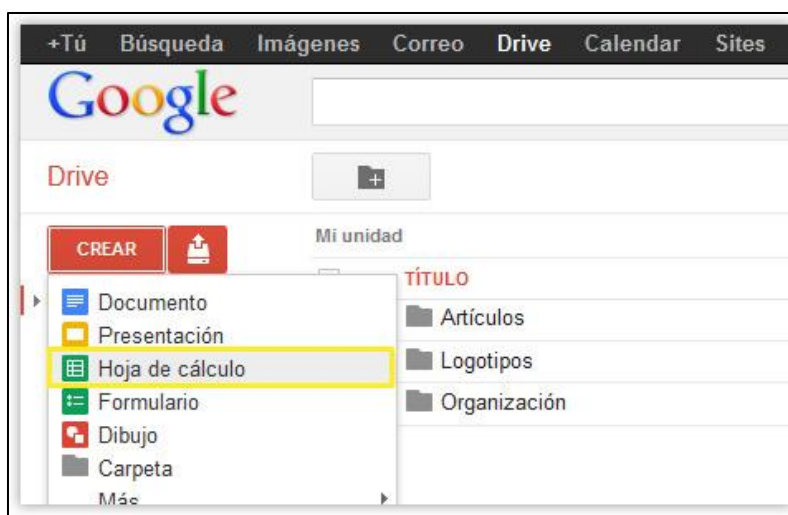 +Tú Búsqueda Imágenes Correo Drive Calendar Sites
Google
Drive
CREAR
Mi unidad
TÍTULO
Documento
Presentación
Hoja de cálculo
Formulario
Dibujo
Carpeta
Más
Artículos
Logotipos
Organización